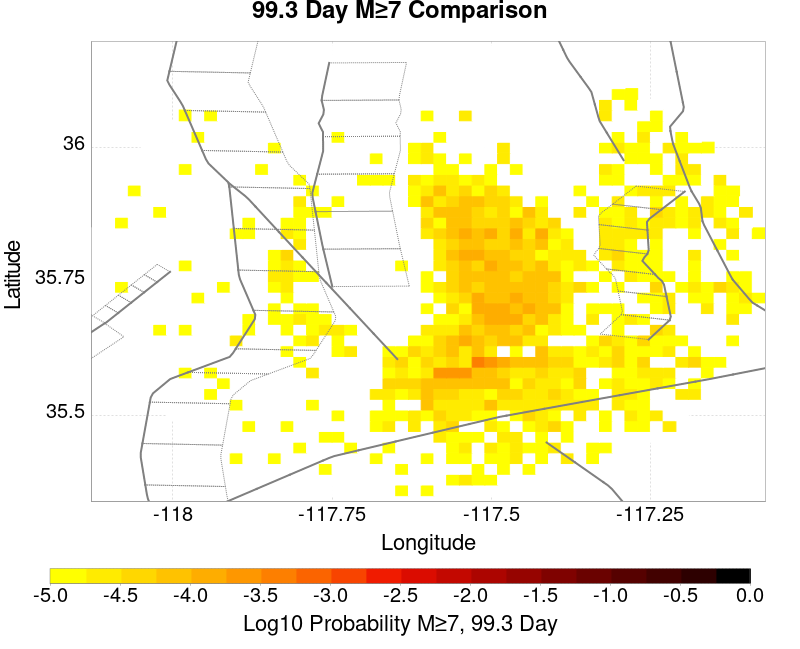 99.3 Day M≥7 Comparison
36
35.75
35.5
Latitude
-118 -117.75 -117.5 -117.25
Longitude
-5.0 -4.5 -4.0 -3.5 -3.0 -2.5 -2.0 -1.5 -1.0 -0.5 0.0
Log10 Probability M≥7, 99.3 Day